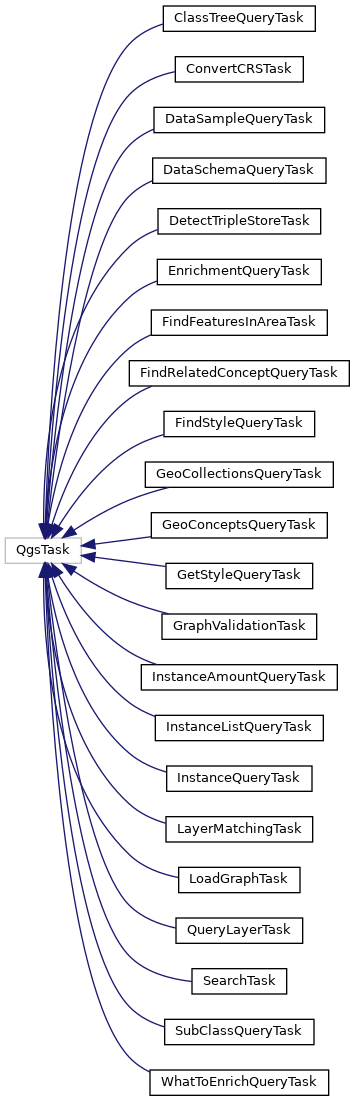 ClassTreeQueryTask
ConvertCRSTask
DataSampleQueryTask
DataSchemaQueryTask
DetectTripleStoreTask
EnrichmentQueryTask
FindFeaturesInAreaTask
FindRelatedConceptQueryTask
FindStyleQueryTask
GeoCollectionsQueryTask
GeoConceptsQueryTask
QgsTask
GetStyleQueryTask
GraphValidationTask
InstanceAmountQueryTask
InstanceListQueryTask
InstanceQueryTask
LayerMatchingTask
LoadGraphTask
QueryLayerTask
SearchTask
SubClassQueryTask
WhatToEnrichQueryTask